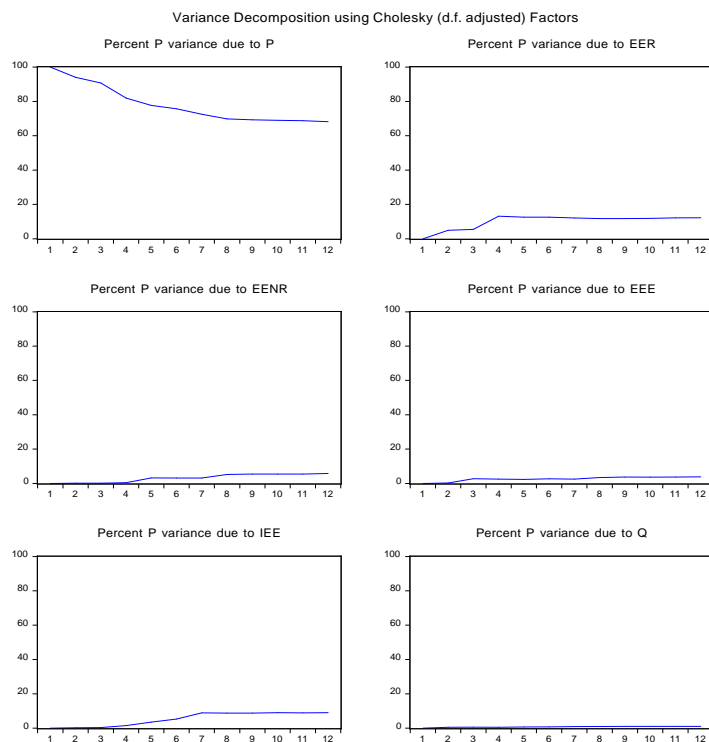 Variance Decomposition using Cholesky (d.f. adjusted) Factors
Percent P variance due to P
100
80
60
40
20
0
1 2 3 4 5 6 7 8 9 10 11 12
Percent P variance due to EER
100
80
60
40
20
0
1 2 3 4 5 6 7 8 9 10 11 12
Percent P variance due to EENR
100
80
60
40
20
0
1 2 3 4 5 6 7 8 9 10 11 12
Percent P variance due to EEE
100
80
60
40
20
0
1 2 3 4 5 6 7 8 9 10 11 12
Percent P variance due to IEE
100
80
60
40
20
0
1 2 3 4 5 6 7 8 9 10 11 12
Percent P variance due to Q
100
80
60
40
20
0
1 2 3 4 5 6 7 8 9 10 11 12